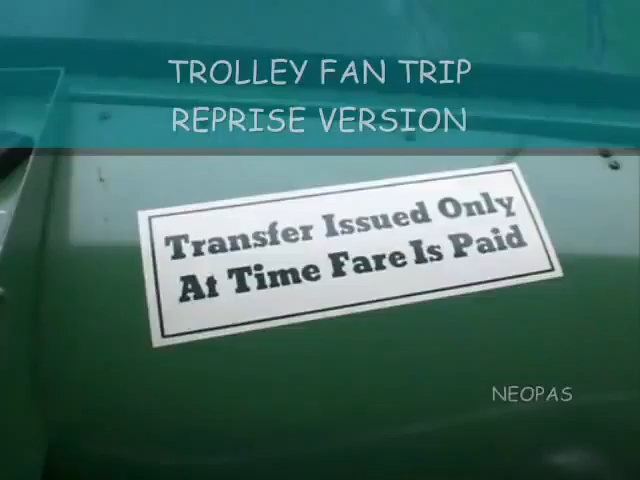 TROLLEY FAN TRIP
REPRISE VERSION
Transfer Issued Only
At Time Fare Is Paid
NEOPAS